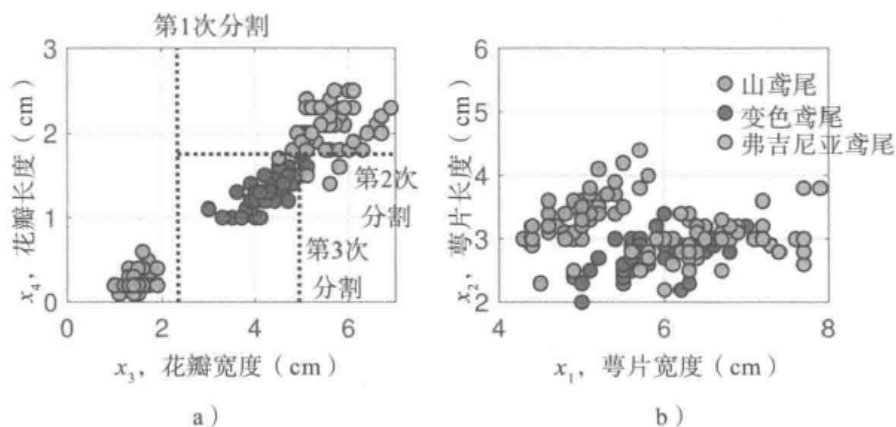 第1次分割
3
2
1
0
0
2
4
6
x₄，花瓣长度（cm）
x₃，花瓣宽度（cm）
第2次
分割
第3次
分割
a）
6
5
4
3
2
4
6
8
x₂，萼片长度（cm）
x₁，萼片宽度（cm）
山鸢尾
变色鸢尾
弗吉尼亚鸢尾
b）